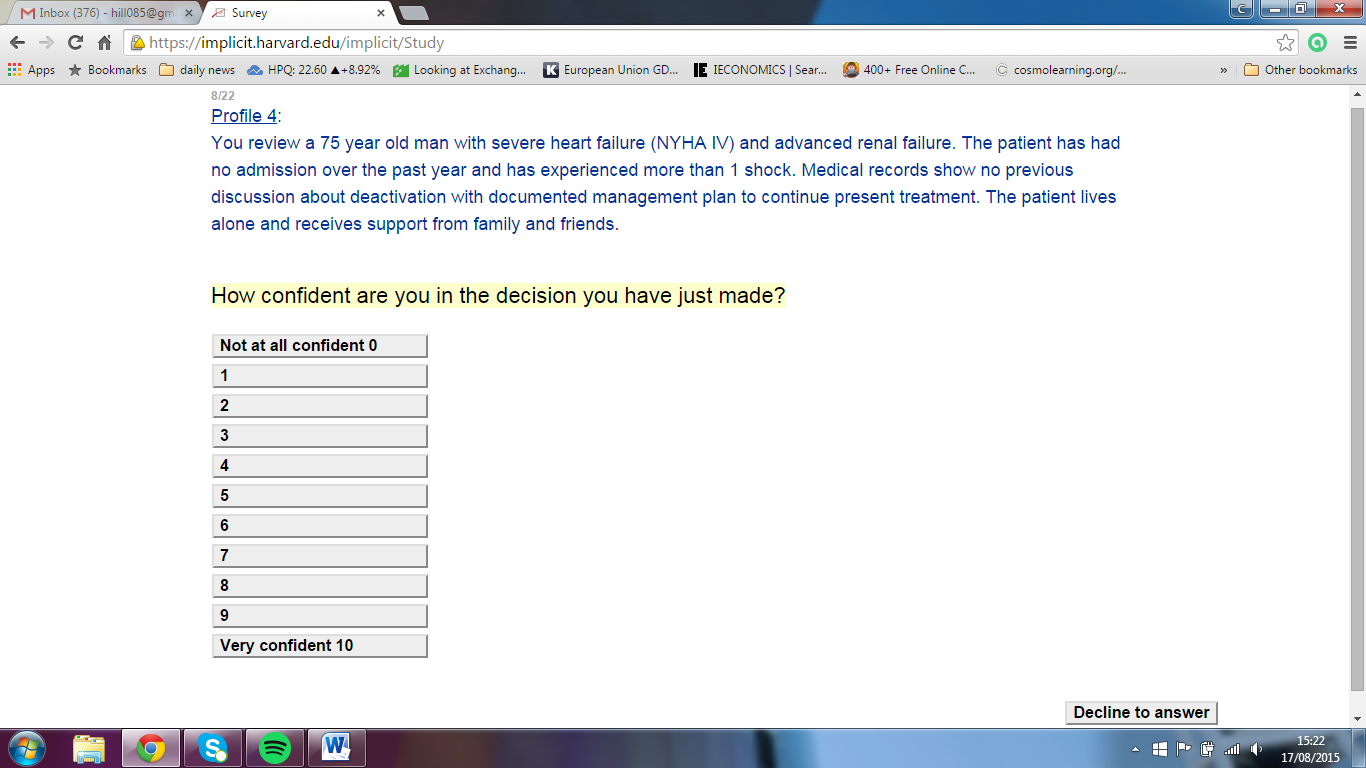 Inbox (376) - hill085@gm
Survey
C
https://implicit.harvard.edu/implicit/Study
Apps Bookmarks daily news HPQ: 22.60 ▲+8.92% Looking at Exchang... K European Union GD... IE IECONOMICS | Sear... 400+ Free Online C... C cosmolearning.org/... » Other bookmarks
8/22
Profile 4:
You review a 75 year old man with severe heart failure (NYHA IV) and advanced renal failure. The patient has had
no admission over the past year and has experienced more than 1 shock. Medical records show no previous
discussion about deactivation with documented management plan to continue present treatment. The patient lives
alone and receives support from family and friends.
How confident are you in the decision you have just made?
Not at all confident 0
1
2
3
4
5
6
7
8
9
Very confident 10
Decline to answer
15:22
17/08/2015